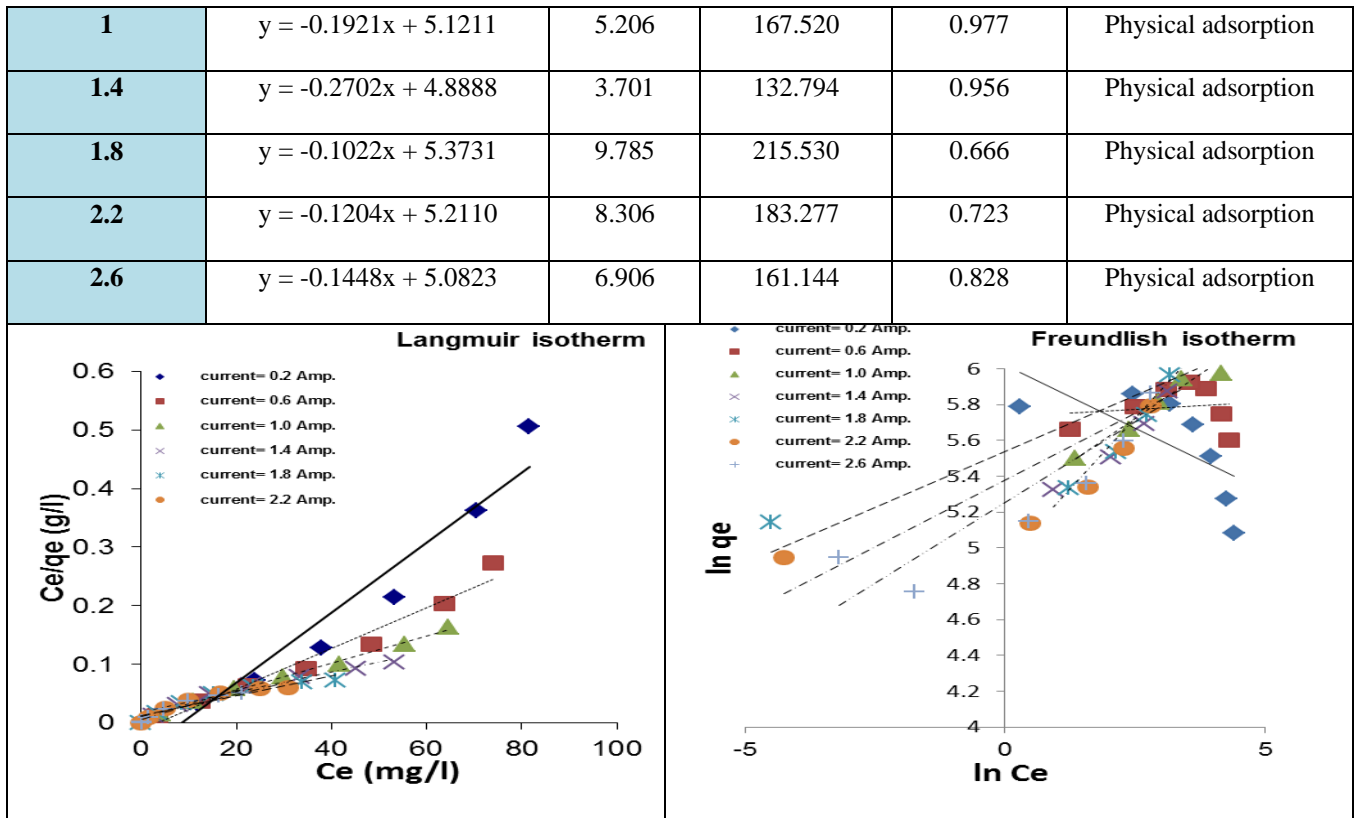 1 y = -0.1921x + 5.1211 5.206 167.520 0.977 Physical adsorption
1.4 y = -0.2702x + 4.8888 3.701 132.794 0.956 Physical adsorption
1.8 y = -0.1022x + 5.3731 9.785 215.530 0.666 Physical adsorption
2.2 y = -0.1204x + 5.2110 8.306 183.277 0.723 Physical adsorption
2.6 y = -0.1448x + 5.0823 6.906 161.144 0.828 Physical adsorption
Langmuir isotherm
current= 0.2 Amp.
current= 0.6 Amp.
current= 1.0 Amp.
current= 1.4 Amp.
current= 1.8 Amp.
current= 2.2 Amp.
0.6
0.5
0.4
0.3
0.2
0.1
0
Ce/qe (g/l)
0 20 40 60 80 100
Ce (mg/l)
Freundlish isotherm
current= 0.2 Amp.
current= 0.6 Amp.
current= 1.0 Amp.
current= 1.4 Amp.
current= 1.8 Amp.
current= 2.2 Amp.
current= 2.6 Amp.
6
5.8
5.6
5.4
5.2
5
4.8
4.6
4.4
4.2
4
ln qe
-5 0 5
ln Ce